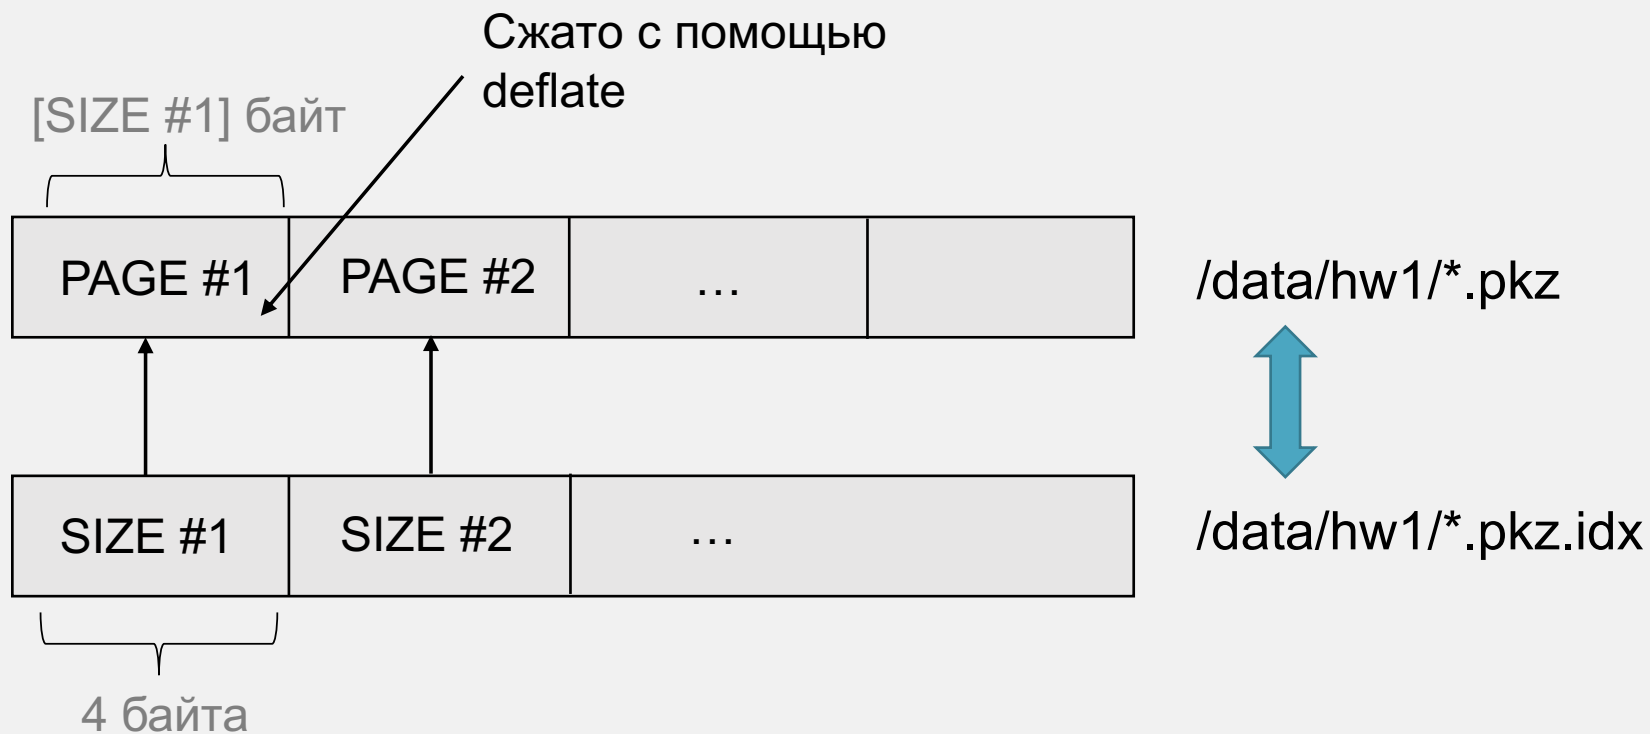 Сжато с помощью
deflate
[SIZE #1] байт
PAGE #1
PAGE #2
…
/data/hw1/*.pkz
SIZE #1
SIZE #2
…
/data/hw1/*.pkz.idx
4 байта